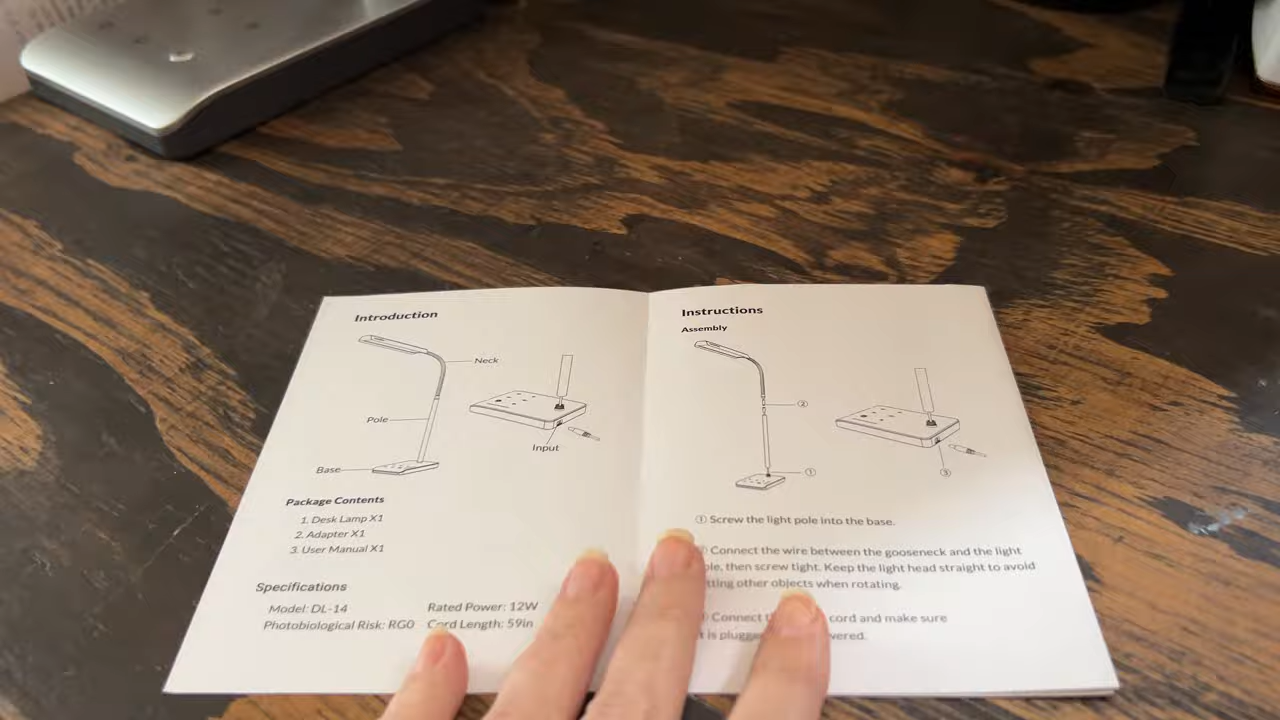 Introduction
Neck
Pole
Input
Base
Package Contents
1. Desk Lamp X1
2. Adapter X1
3. User Manual X1
Specifications
Model: DL-14
Rated Power: 12W
Photobiological Risk: RG0
Cord Length: 59in
Instructions
Assembly
②
①
③
① Screw the light pole into the base.
Connect the wire between the gooseneck and the light
then screw tight. Keep the light head straight to avoid
other objects when rotating.
Connect cord and make sure
is